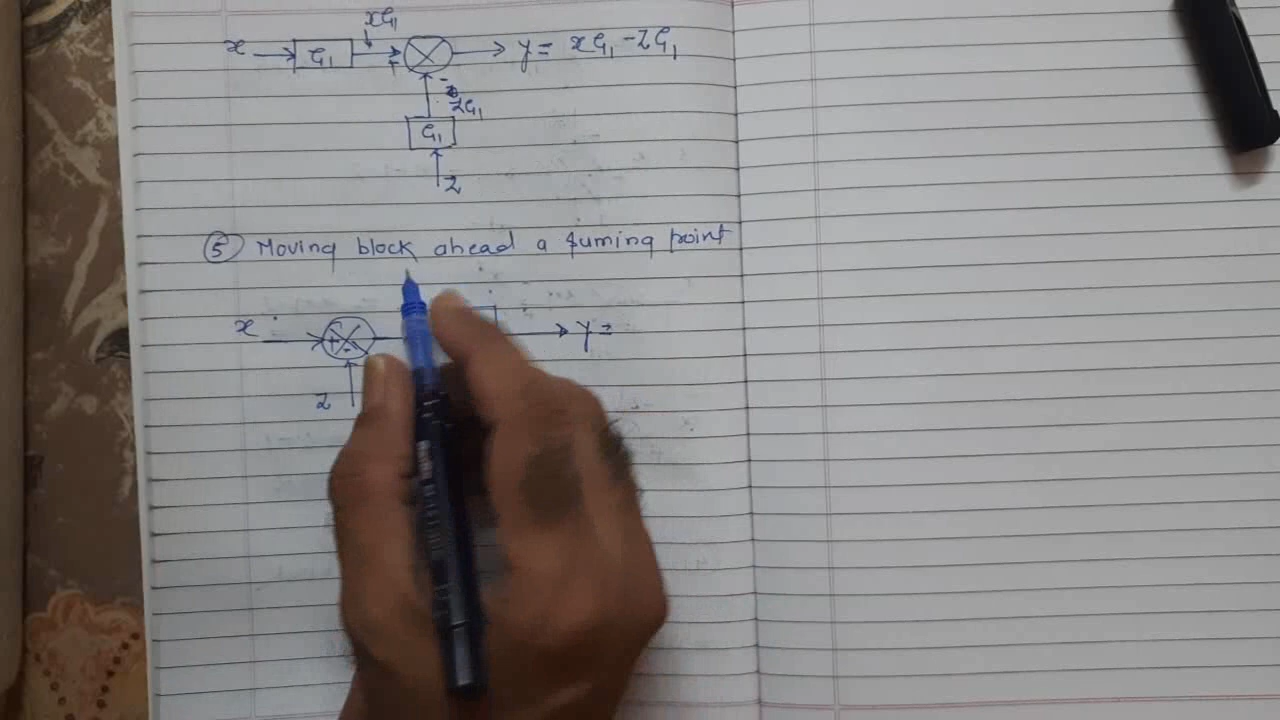 xG₁
x G₁ + y = xG₁ - ZG₁
-
ZG₁
G₁
Z
⑤ Moving block ahead a suming point
x + - y =
Z